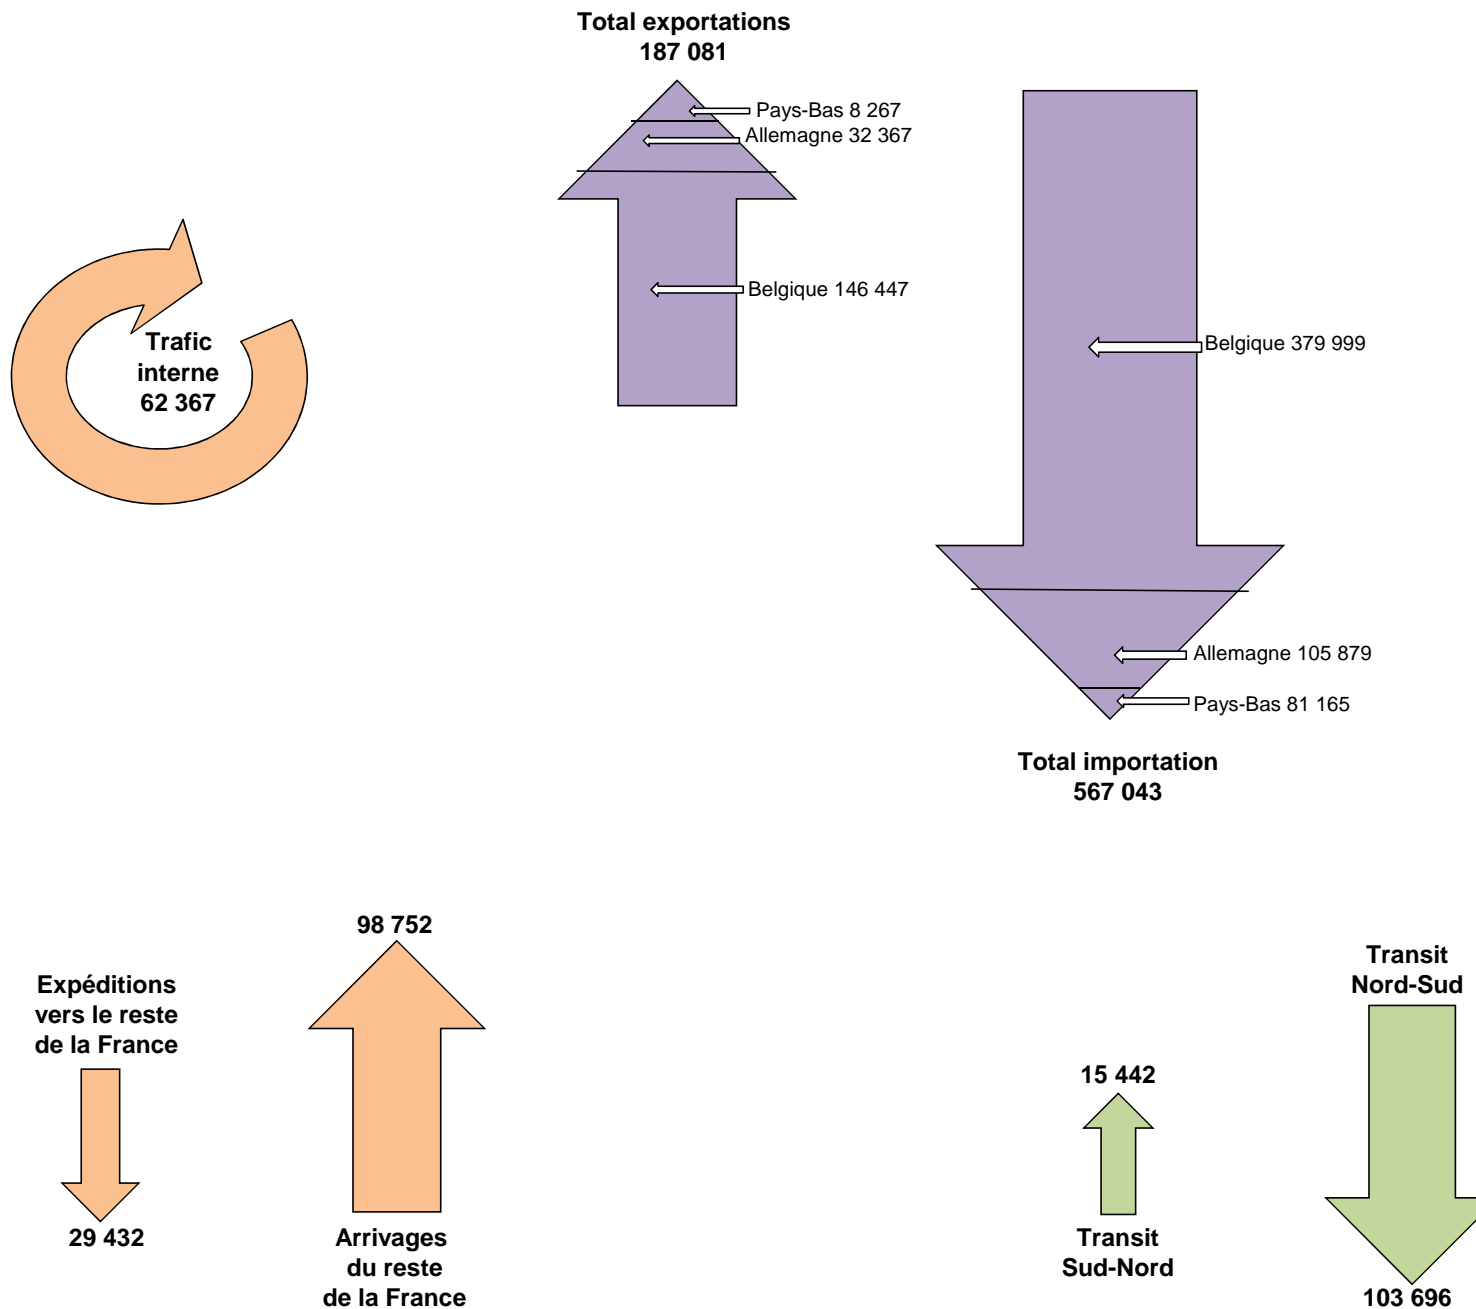 Total exportations
187 081
Pays-Bas 8 267
Allemagne 32 367
Belgique 146 447
Trafic
interne
62 367
Belgique 379 999
Allemagne 105 879
Pays-Bas 81 165
Total importation
567 043
Expéditions
vers le reste
de la France
29 432
98 752
Arrivages
du reste
de la France
15 442
Transit
Sud-Nord
Transit
Nord-Sud
103 696